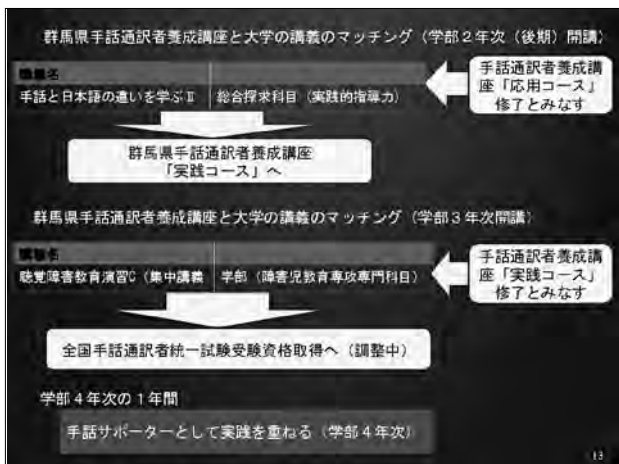 群馬県手話通訳者養成講座と大学の講義のマッチング（学部２年次（後期）開講）
講義名
手話と日本語の違いを学ぶⅡ 総合探求科目（実践的指導力）
手話通訳者養成講
座「応用コース」
修了とみなす
群馬県手話通訳者養成講座
「実践コース」へ
群馬県手話通訳者養成講座と大学の講義のマッチング（学部３年次開講）
講義名
聴覚障害教育演習C（集中講義 学部（障害児教育専攻専門科目）
手話通訳者養成講
座「実践コース」
修了とみなす
全国手話通訳者統一試験受験資格取得へ（調整中）
学部４年次の１年間
手話サポーターとして実践を重ねる（学部４年次）
13